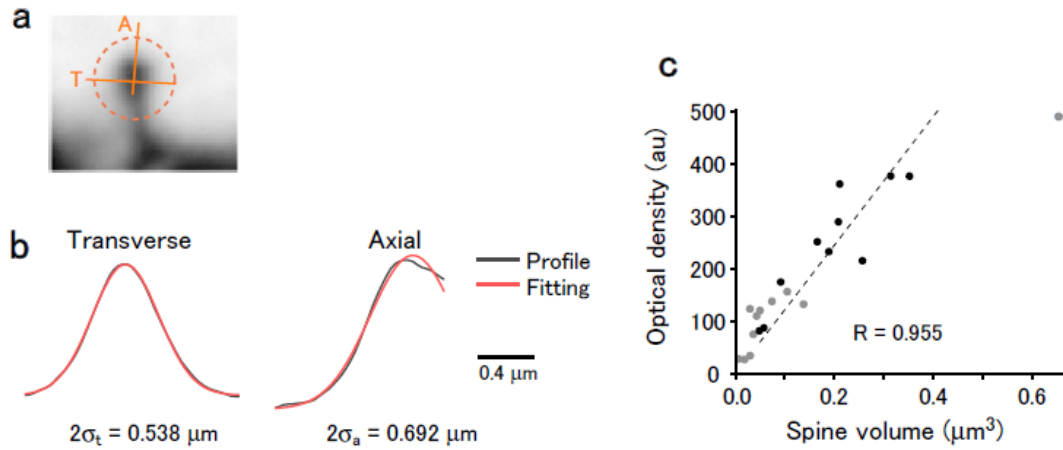 a
A
T
b
Transverse
Axial
Profile
Fitting
0.4 μm
2σt = 0.538 μm
2σa = 0.692 μm
c
500
400
300
200
100
0
Optical density (au)
R = 0.955
0.0
0.2
0.4
0.6
Spine volume (μm³)